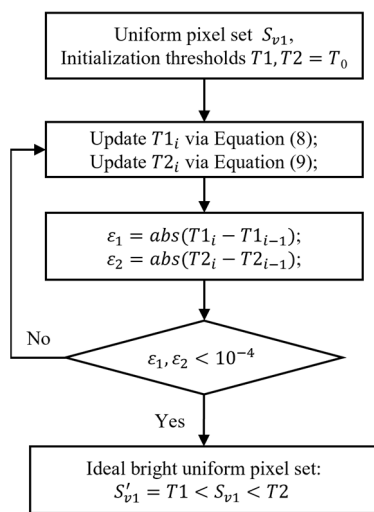 Uniform pixel set S_{v1},
Initialization thresholds T1, T2 = T_0
Update T1_i via Equation (8);
Update T2_i via Equation (9);
ε_1 = abs(T1_i − T1_{i−1});
ε_2 = abs(T2_i − T2_{i−1});
No
ε_1, ε_2 < 10^{−4}
Yes
Ideal bright uniform pixel set:
S′_{v1} = T1 < S_{v1} < T2